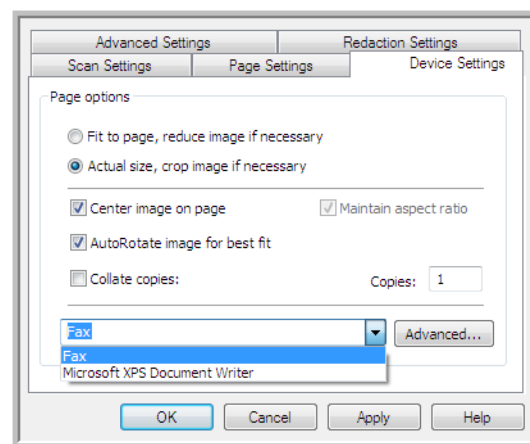 Advanced Settings Redaction Settings
Scan Settings Page Settings Device Settings
Page options
Fit to page, reduce image if necessary
Actual size, crop image if necessary
Center image on page Maintain aspect ratio
AutoRotate image for best fit
Collate copies: Copies: 1
Fax Advanced...
Fax
Microsoft XPS Document Writer
OK Cancel Apply Help